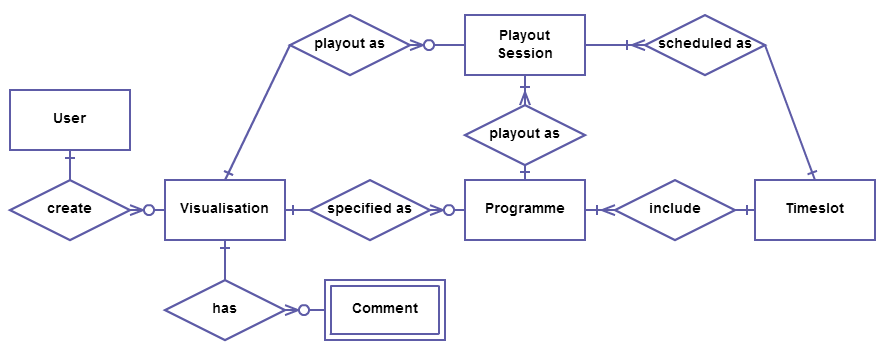 playout as
Playout
Session
scheduled as
User
playout as
create
Visualisation
specified as
Programme
include
Timeslot
has
Comment